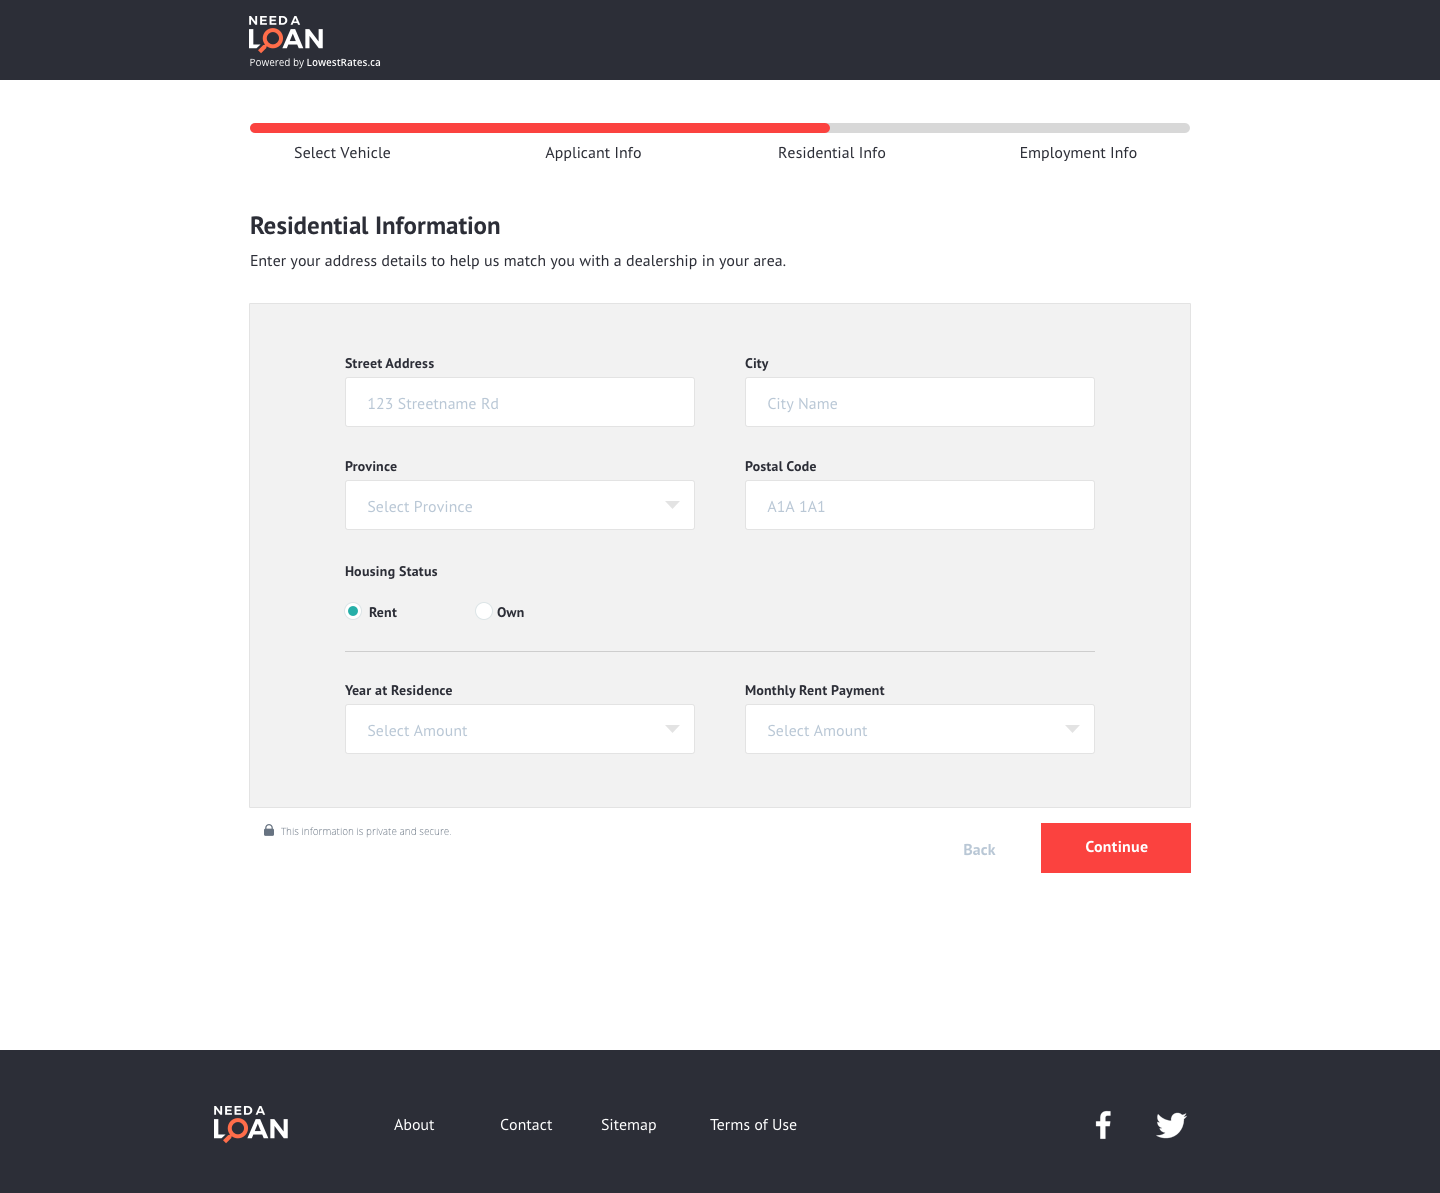 NEED A
LOAN
Powered by LowestRates.ca
Select Vehicle
Applicant Info
Residential Info
Employment Info
Residential Information
Enter your address details to help us match you with a dealership in your area.
Street Address
City
123 Streetname Rd
City Name
Province
Postal Code
Select Province
A1A 1A1
Housing Status
Rent
Own
Year at Residence
Monthly Rent Payment
Select Amount
Select Amount
This information is private and secure.
Back
Continue
NEED A
LOAN
About
Contact
Sitemap
Terms of Use